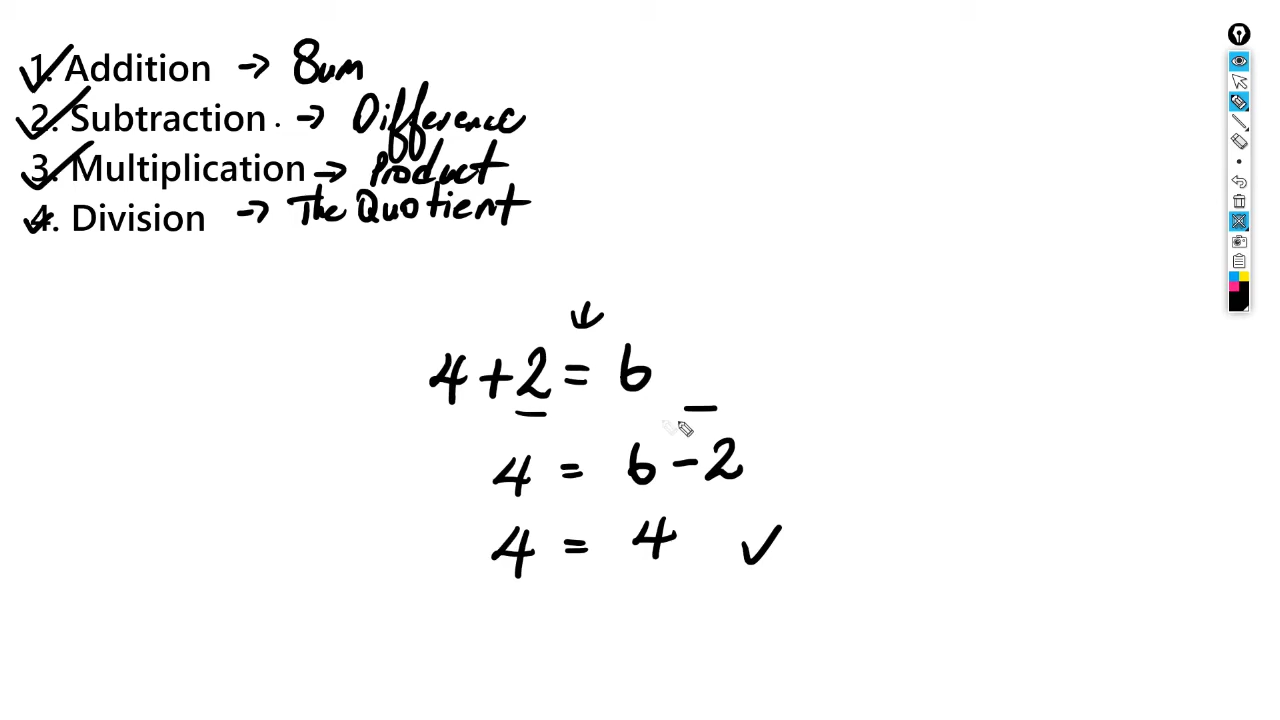 1. Addition → Sum
2. Subtraction . → Difference
3. Multiplication → Product
4. Division → The Quotient
↓
4 + 2 = 6
4 = 6 - 2
4 = 4 ✓